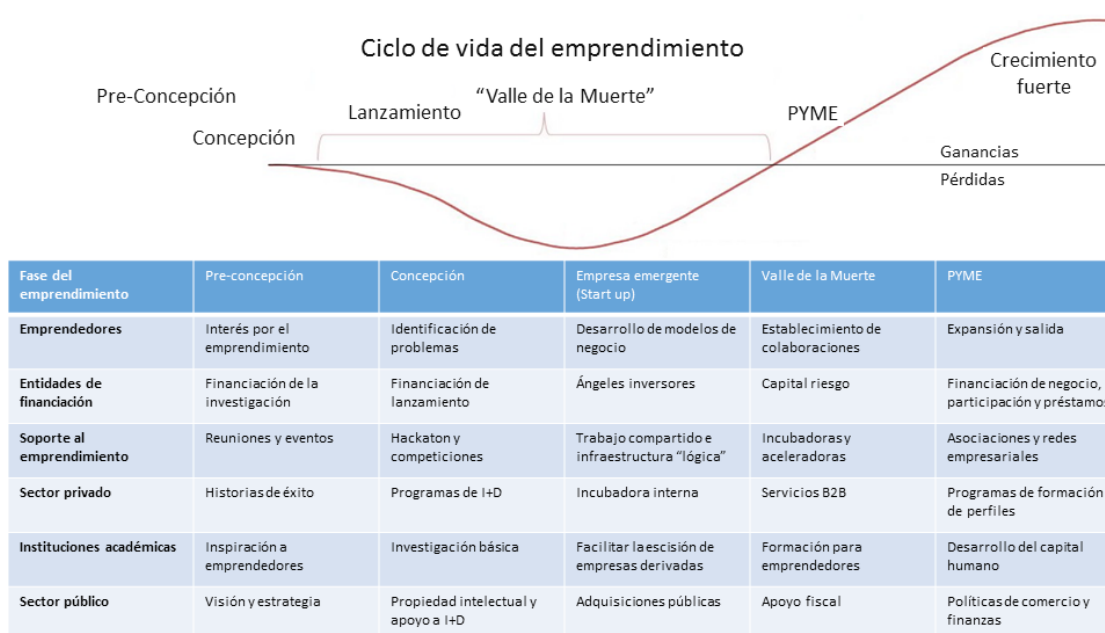 Ciclo de vida del emprendimiento
Crecimiento
fuerte
Pre-Concepción
"Valle de la Muerte"
Lanzamiento
PYME
Concepción
Ganancias
Pérdidas
Fase del
emprendimiento
Pre-concepción
Concepción
Empresa emergente
(Start up)
Valle de la Muerte
PYME
Emprendedores
Interés por el
emprendimiento
Identificación de
problemas
Desarrollo de modelos de
negocio
Establecimiento de
colaboraciones
Expansión y salida
Entidades de
financiación
Financiación de la
investigación
Financiación de
lanzamiento
Ángeles inversores
Capital riesgo
Financiación de negocio,
participación y préstamos
Soporte al
emprendimiento
Reuniones y eventos
Hackaton y
competiciones
Trabajo compartido e
infraestructura "lógica"
Incubadoras y
aceleradoras
Asociaciones y redes
empresariales
Sector privado
Historias de éxito
Programas de I+D
Incubadora interna
Servicios B2B
Programas de formación
de perfiles
Instituciones académicas
Inspiración a
emprendedores
Investigación básica
Facilitar la escisión de
empresas derivadas
Formación para
emprendedores
Desarrollo del capital
humano
Sector público
Visión y estrategia
Propiedad intelectual y
apoyo a I+D
Adquisiciones públicas
Apoyo fiscal
Políticas de comercio y
finanzas